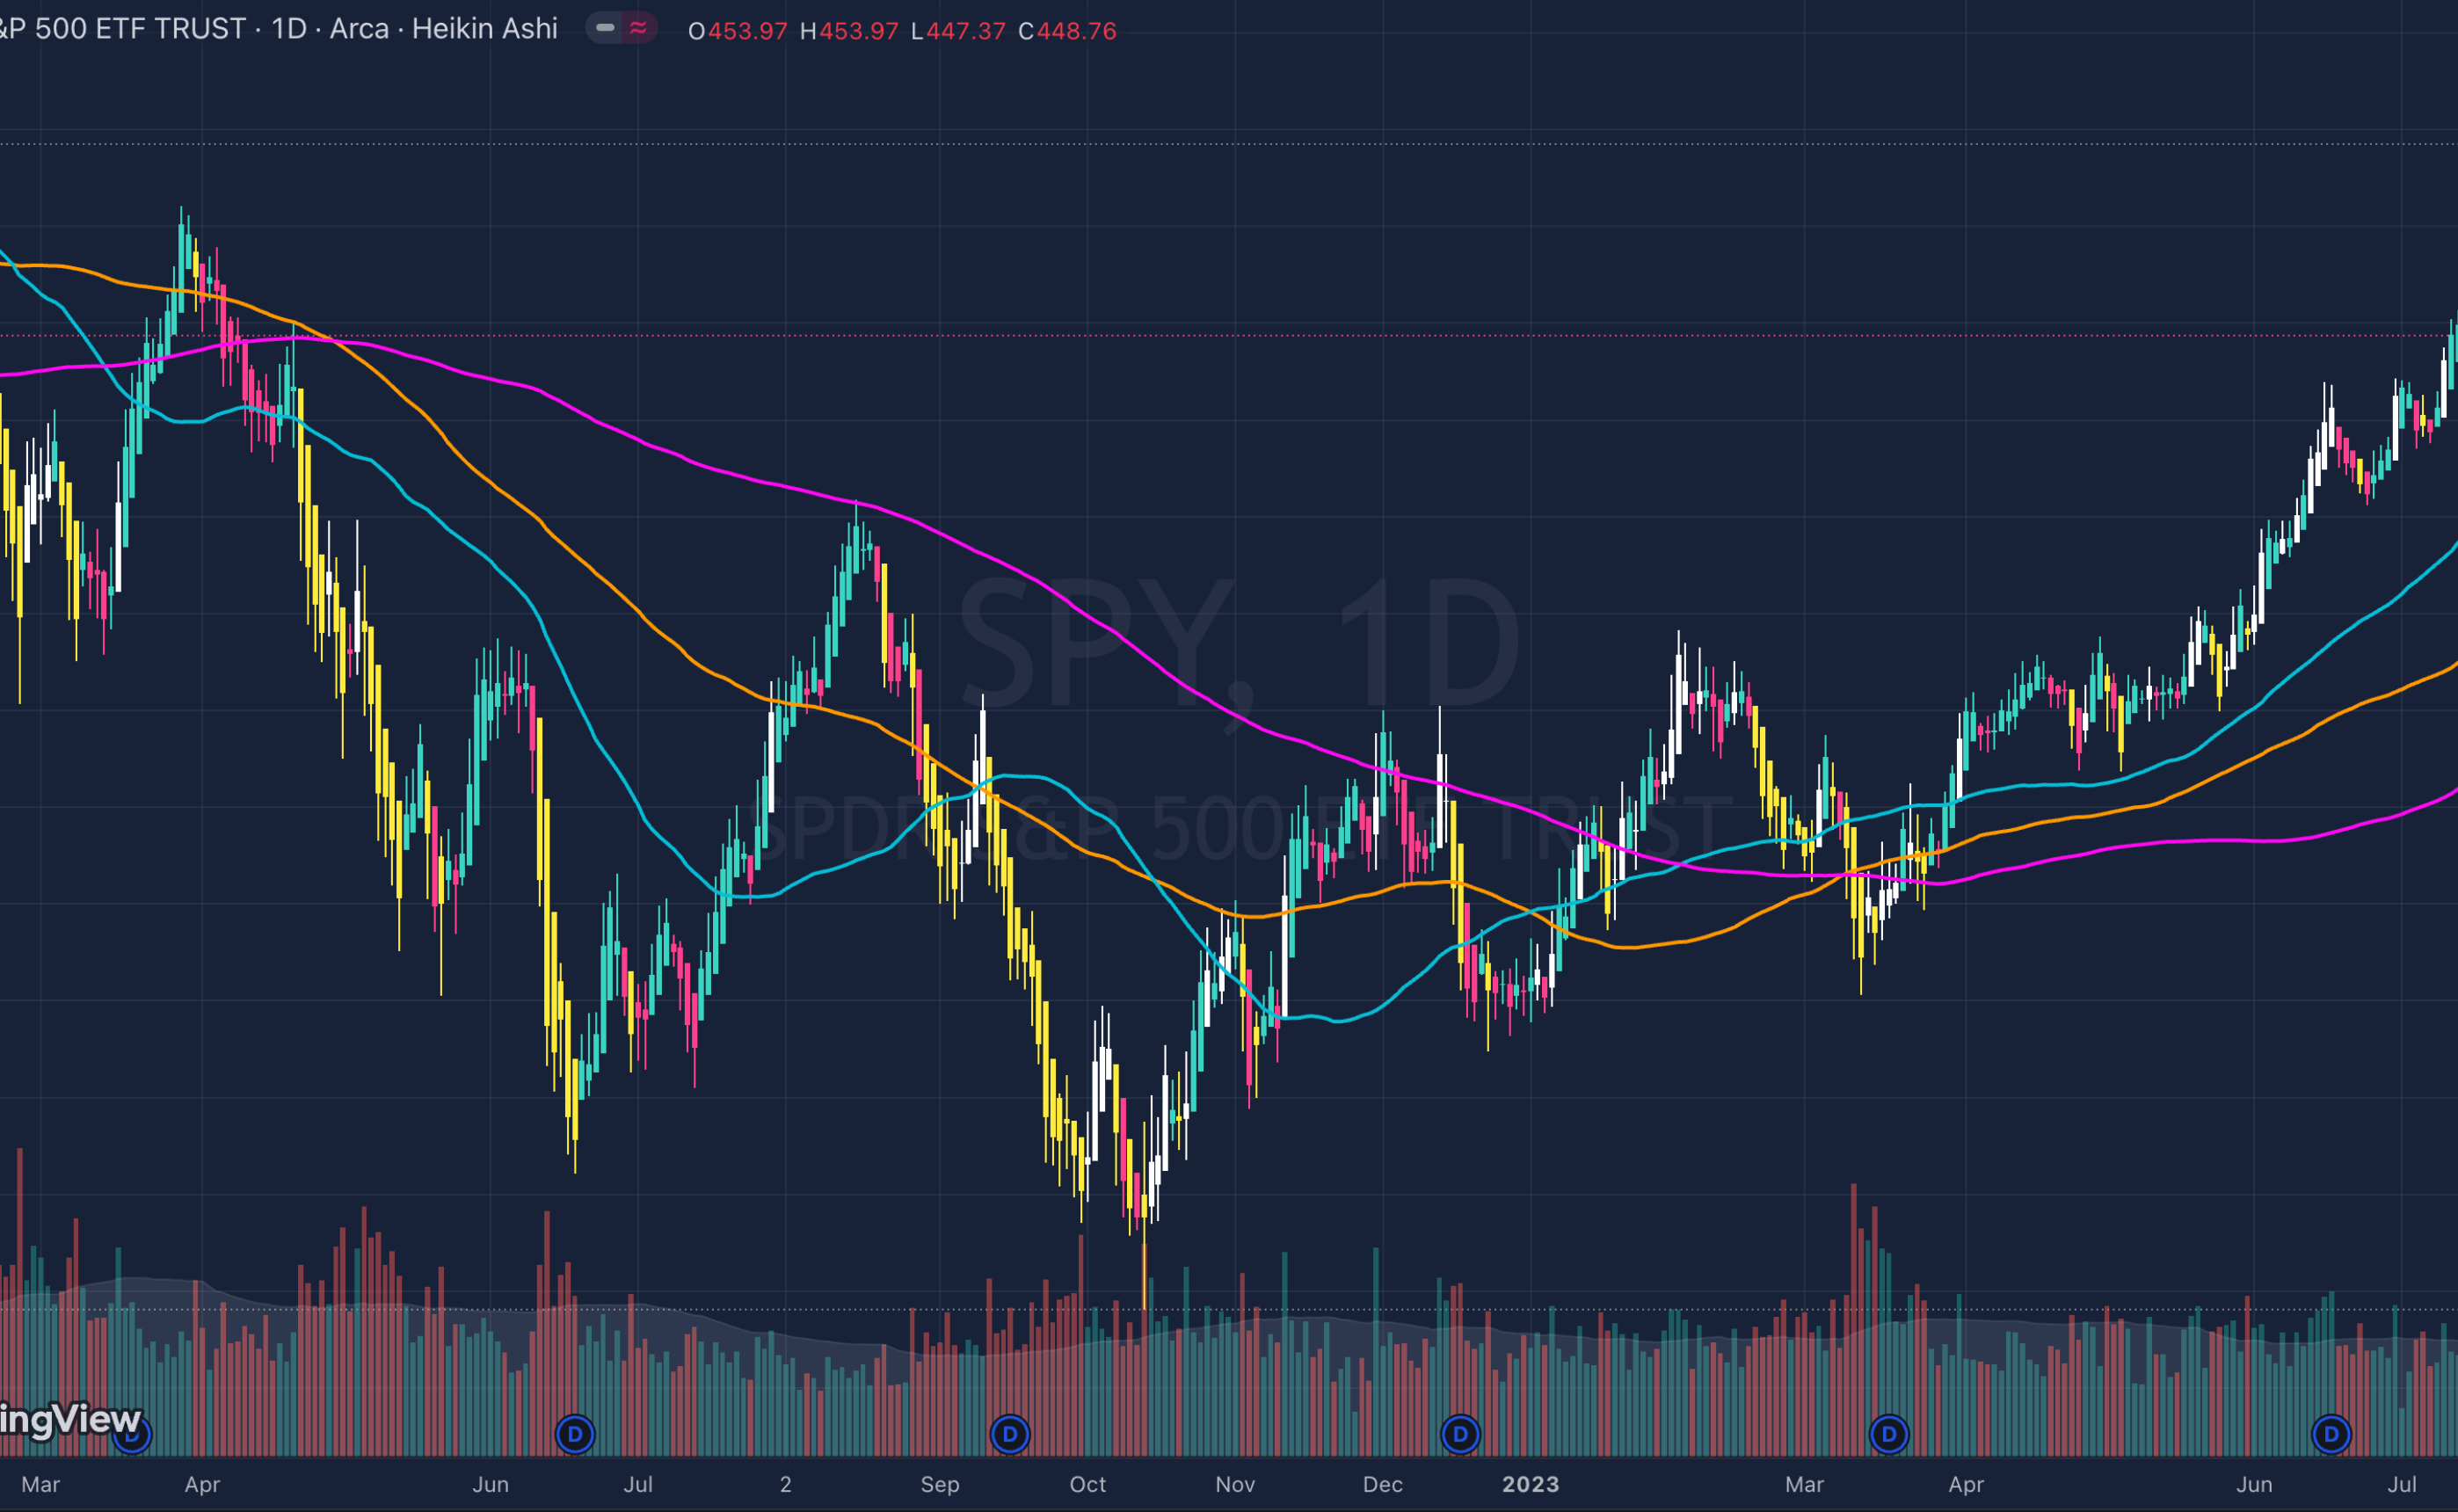 &P 500 ETF TRUST · 1D · Arca · Heikin Ashi O453.97 H453.97 L447.37 C448.76
SPY, 1D
SPDR S&P 500 ETF TRUST
ingView
D D D D D D
Mar Apr Jun Jul 2 Sep Oct Nov Dec 2023 Mar Apr Jun Jul